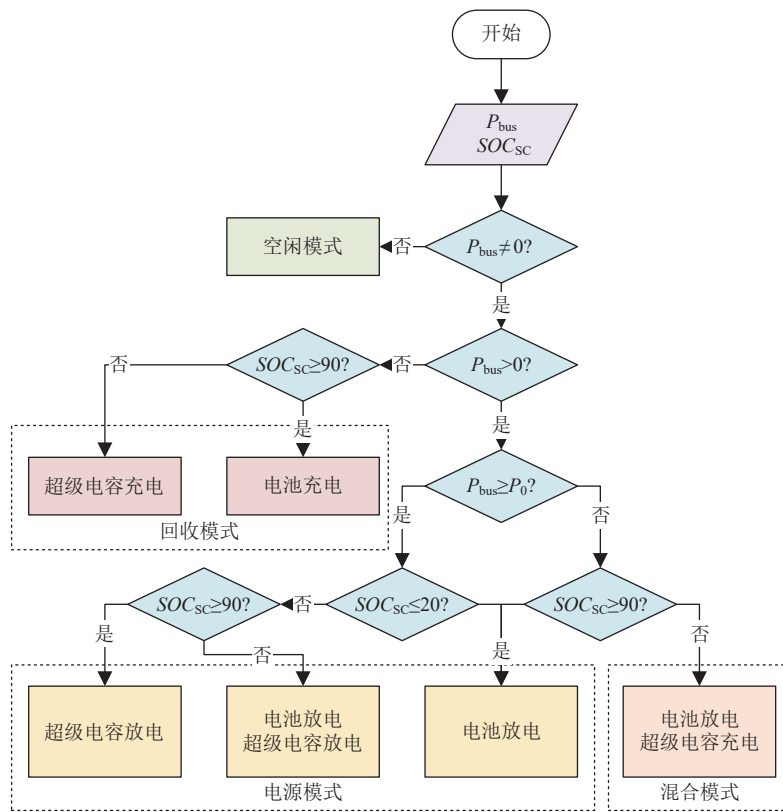 开始
P_bus
SOC_SC
P_bus≠0?
否
空闲模式
是
P_bus>0?
否
SOC_SC≥90?
否
是
是
超级电容充电
电池充电
回收模式
P_bus≥P_0?
是
否
SOC_SC≥90?
否
SOC_SC≤20?
SOC_SC≥90?
是
否
是
否
超级电容放电
电池放电
超级电容放电
电池放电
电池放电
超级电容充电
电源模式
混合模式